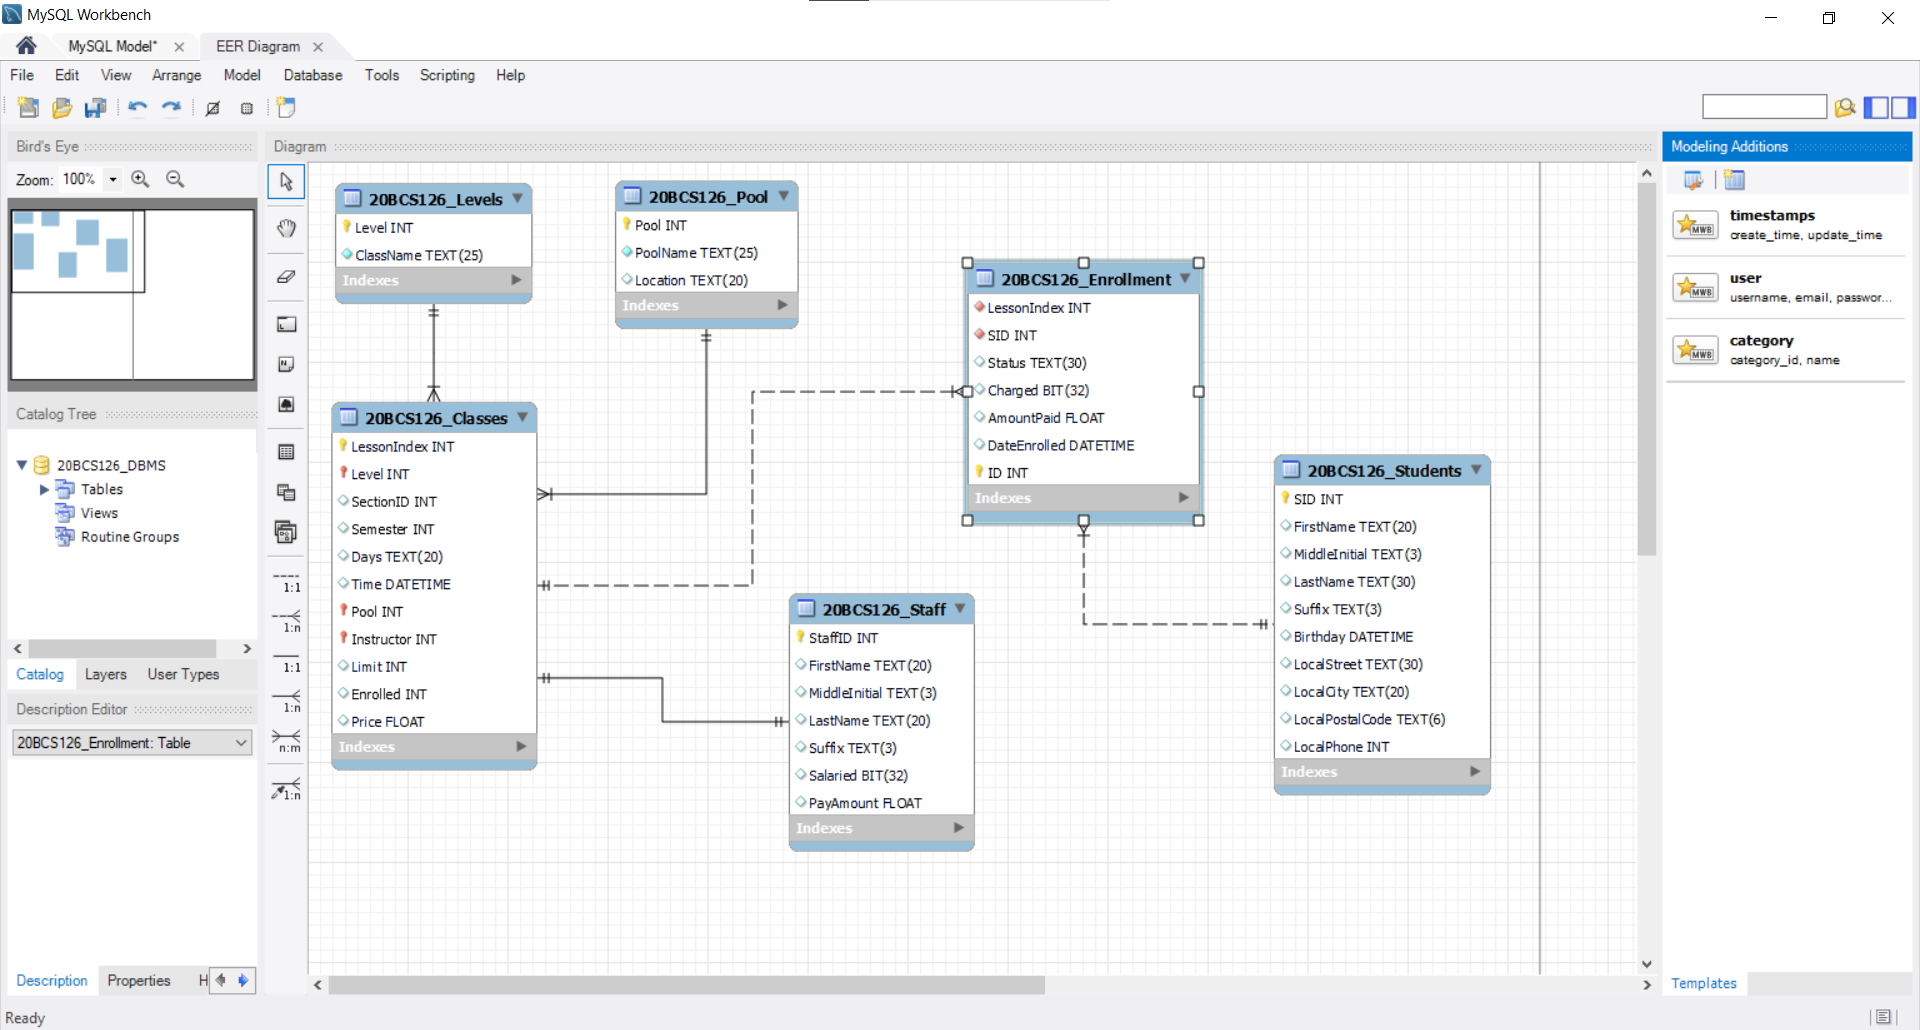 MySQL Workbench
MySQL Model*
EER Diagram
File Edit View Arrange Model Database Tools Scripting Help
Bird's Eye
Zoom: 100%
Catalog Tree
20BCS126_DBMS
Tables
Views
Routine Groups
Catalog Layers User Types
Description Editor
20BCS126_Enrollment: Table
Description Properties H
Ready
Diagram
1:1
1:n
1:1
1:n
n:m
1:n
20BCS126_Levels
Level INT
ClassName TEXT(25)
Indexes
20BCS126_Pool
Pool INT
PoolName TEXT(25)
Location TEXT(20)
Indexes
20BCS126_Enrollment
LessonIndex INT
SID INT
Status TEXT(30)
Charged BIT(32)
AmountPaid FLOAT
DateEnrolled DATETIME
ID INT
Indexes
20BCS126_Classes
LessonIndex INT
Level INT
SectionID INT
Semester INT
Days TEXT(20)
Time DATETIME
Pool INT
Instructor INT
Limit INT
Enrolled INT
Price FLOAT
Indexes
20BCS126_Staff
StaffID INT
FirstName TEXT(20)
MiddleInitial TEXT(3)
LastName TEXT(20)
Suffix TEXT(3)
Salaried BIT(32)
PayAmount FLOAT
Indexes
20BCS126_Students
SID INT
FirstName TEXT(20)
MiddleInitial TEXT(3)
LastName TEXT(30)
Suffix TEXT(3)
Birthday DATETIME
LocalStreet TEXT(30)
LocalCity TEXT(20)
LocalPostalCode TEXT(6)
LocalPhone INT
Indexes
Modeling Additions
timestamps
create_time, update_time
MWB
user
username, email, passwor...
MWB
category
category_id, name
MWB
Templates